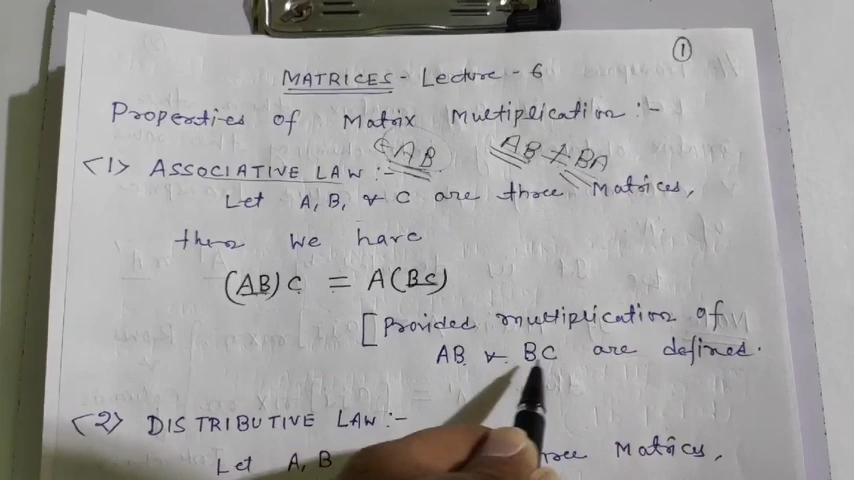 1
MATRICES - Lecture - 6
Properties of Matrix Multiplication :-
AB AB ≠ BA
<1> ASSOCIATIVE LAW :-
Let A, B, & C are three Matrices,
then we have
(AB)C = A(BC)
[Provided multiplication of
AB & BC are defined.
<2> DISTRIBUTIVE LAW :-
Let A, B Matrices,